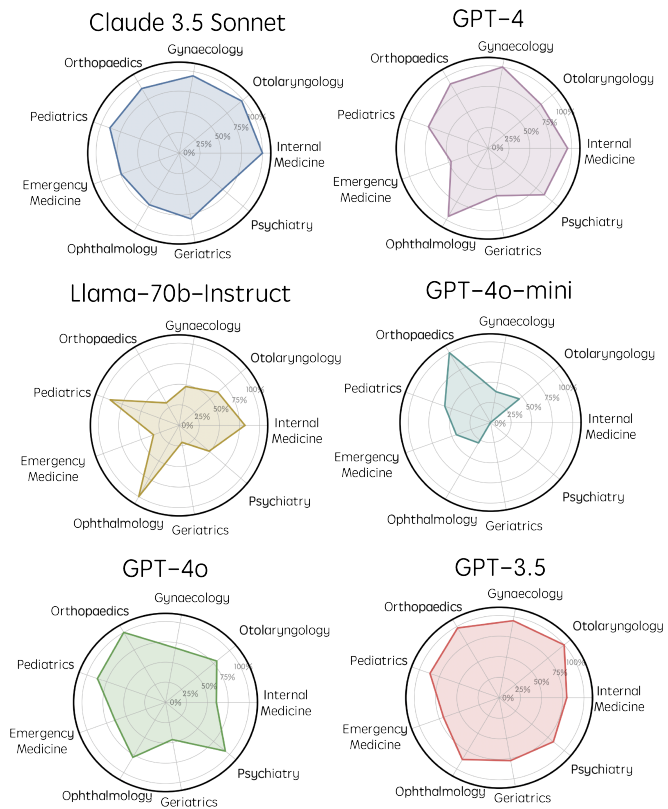 Claude 3.5 Sonnet
Gynaecology
Orthopaedics
Otolaryngology
Pediatrics
100%
75%
50%
25%
0%
Internal
Medicine
Emergency
Medicine
Psychiatry
Ophthalmology
Geriatrics
GPT-4
Gynaecology
Orthopaedics
Otolaryngology
Pediatrics
100%
75%
50%
25%
0%
Internal
Medicine
Emergency
Medicine
Psychiatry
Ophthalmology
Geriatrics
Llama-70b-Instruct
Gynaecology
Orthopaedics
Otolaryngology
Pediatrics
100%
75%
50%
25%
0%
Internal
Medicine
Emergency
Medicine
Psychiatry
Ophthalmology
Geriatrics
GPT-4o-mini
Gynaecology
Orthopaedics
Otolaryngology
Pediatrics
100%
75%
50%
25%
0%
Internal
Medicine
Emergency
Medicine
Psychiatry
Ophthalmology
Geriatrics
GPT-4o
Gynaecology
Orthopaedics
Otolaryngology
Pediatrics
100%
75%
50%
25%
0%
Internal
Medicine
Emergency
Medicine
Psychiatry
Ophthalmology
Geriatrics
GPT-3.5
Gynaecology
Orthopaedics
Otolaryngology
Pediatrics
100%
75%
50%
25%
0%
Internal
Medicine
Emergency
Medicine
Psychiatry
Ophthalmology
Geriatrics